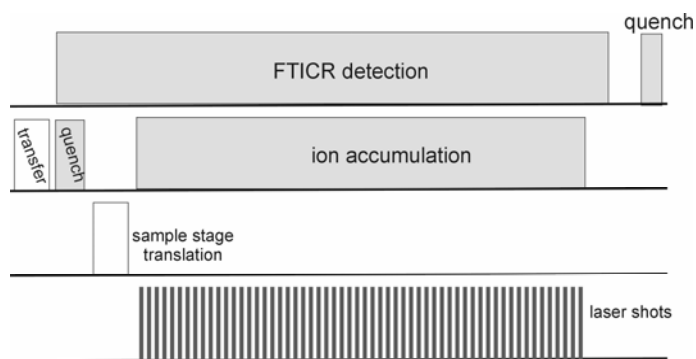 quench
FTICR detection
transfer
quench
ion accumulation
sample stage
translation
laser shots